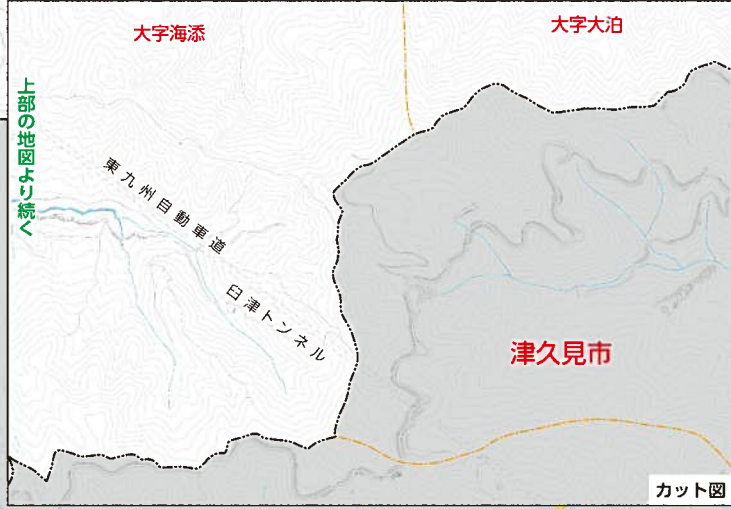 大字海添
大字大泊
上部の地図より続く
東九州自動車道
臼津トンネル
津久見市
カット図